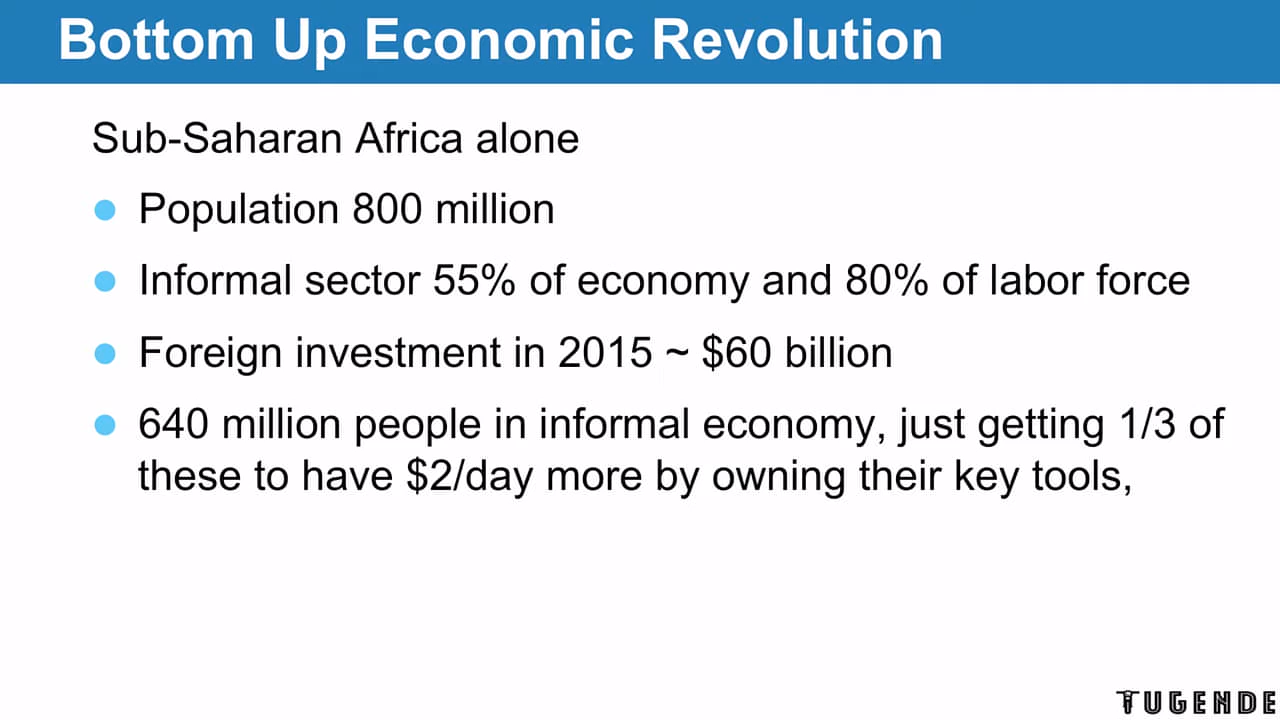 Bottom Up Economic Revolution
Sub-Saharan Africa alone
Population 800 million
Informal sector 55% of economy and 80% of labor force
Foreign investment in 2015 ~ $60 billion
640 million people in informal economy, just getting 1/3 of
these to have $2/day more by owning their key tools,
TUGENDE